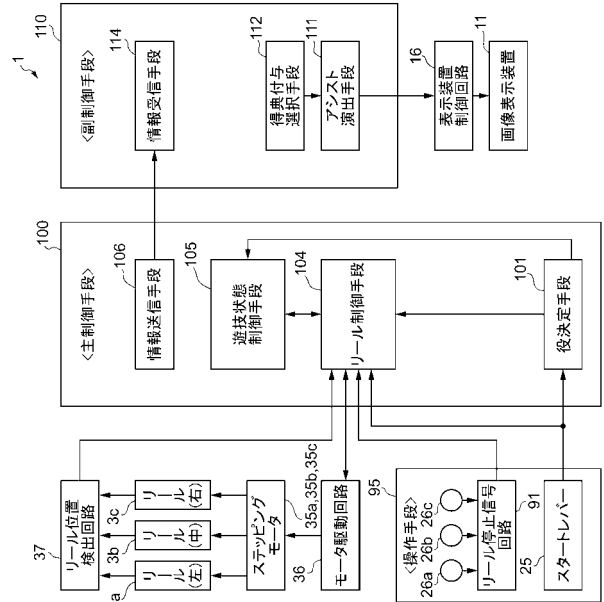 1
110
<副制御手段>
114
情報受信手段
112
得典付与
選択手段
111
アシスト
演出手段
16
表示装置
制御回路
11
画像表示装置
100
<主制御手段>
106
情報送信手段
105
遊技状態
制御手段
104
リール制御手段
101
役決定手段
37
リール位置
検出回路
a
リール
(左)
3b
リール
(中)
3c
リール
(右)
ステッピング
モータ
35a,35b,35c
36
モータ駆動回路
95
<操作手段>
26a
26b
26c
リール停止信号
回路
91
25
スタートレバー